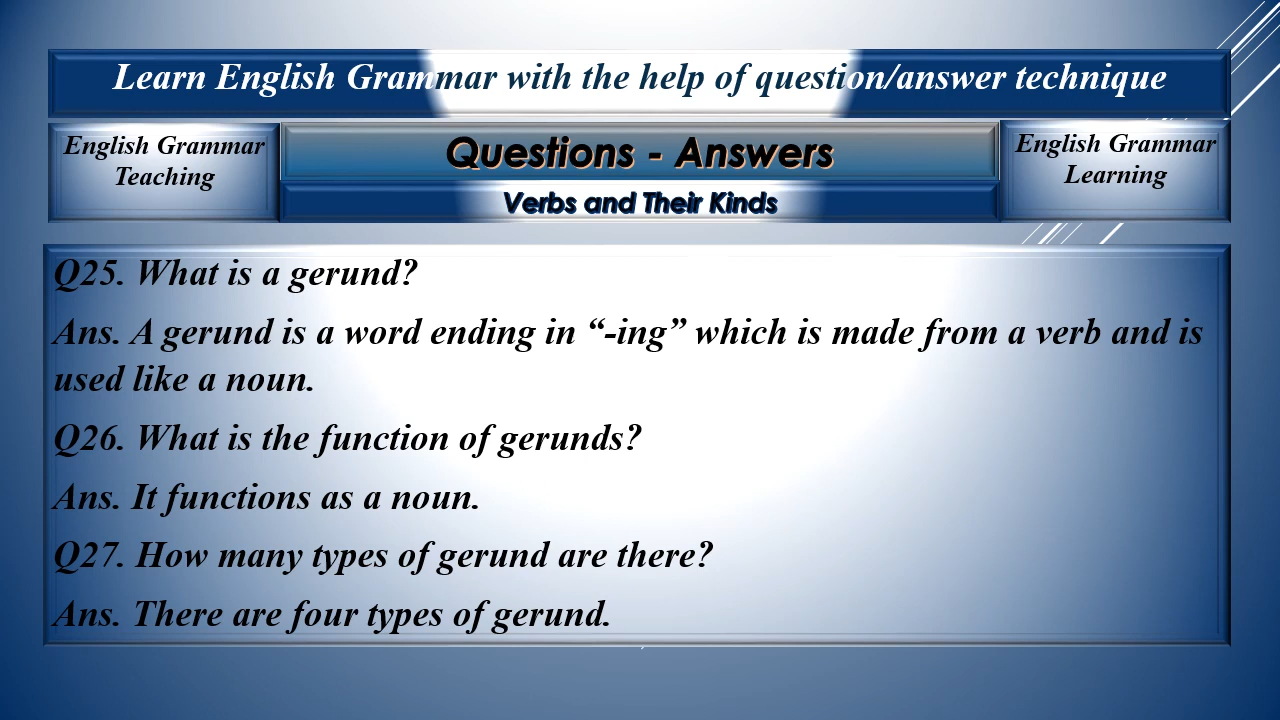 Learn English Grammar with the help of question/answer technique
English Grammar
Teaching
Questions - Answers
Verbs and Their Kinds
English Grammar
Learning
Q25. What is a gerund?
Ans. A gerund is a word ending in “-ing” which is made from a verb and is
used like a noun.
Q26. What is the function of gerunds?
Ans. It functions as a noun.
Q27. How many types of gerund are there?
Ans. There are four types of gerund.